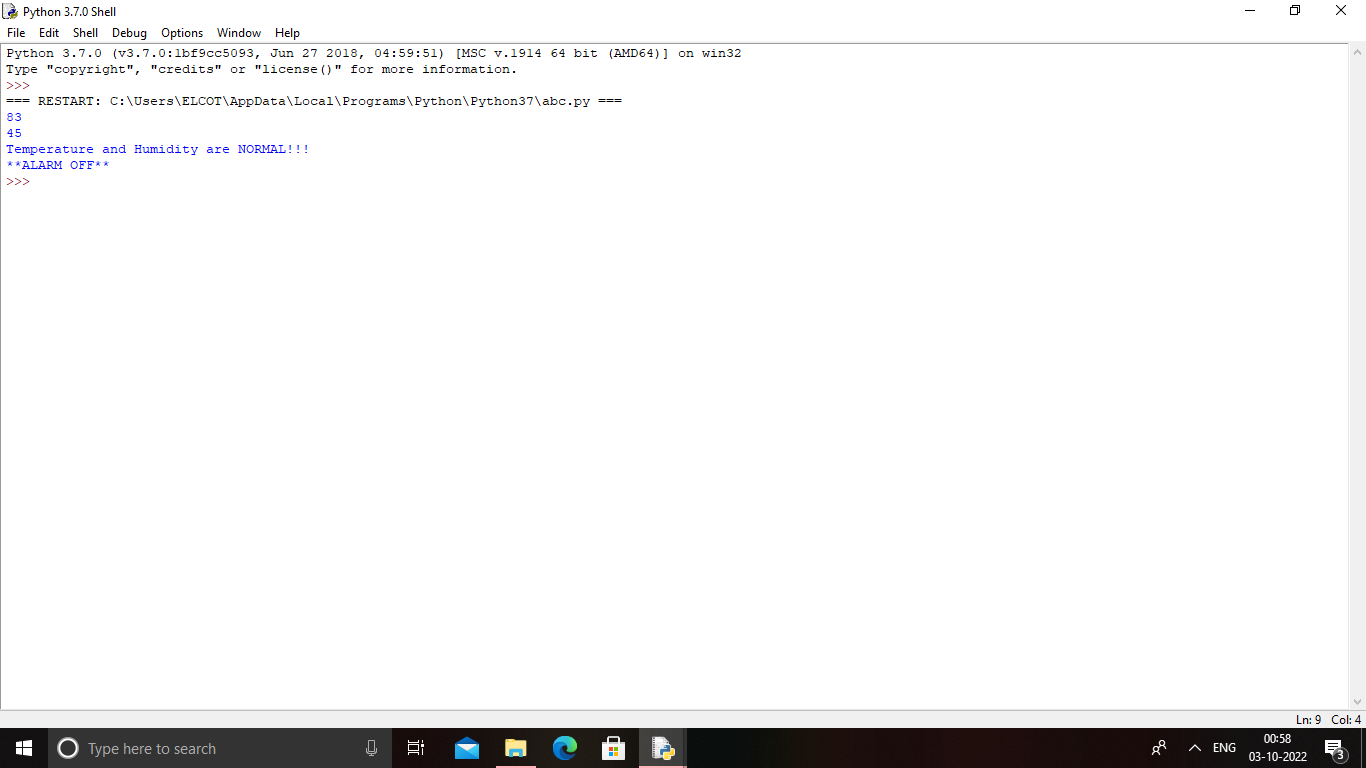 Python 3.7.0 Shell
File Edit Shell Debug Options Window Help
Python 3.7.0 (v3.7.0:1bf9cc5093, Jun 27 2018, 04:59:51) [MSC v.1914 64 bit (AMD64)] on win32
Type "copyright", "credits" or "license()" for more information.
>>>
=== RESTART: C:\Users\ELCOT\AppData\Local\Programs\Python\Python37\abc.py ===
83
45
Temperature and Humidity are NORMAL!!!
**ALARM OFF**
>>>
Ln: 9 Col: 4
Type here to search
ENG
00:58
03-10-2022
3